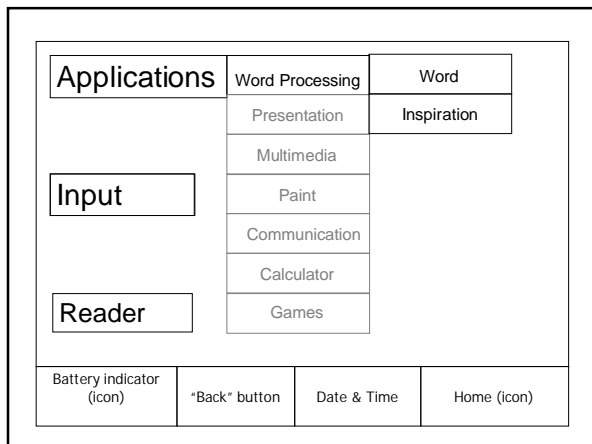 Applications
Word Processing
Word
Presentation
Inspiration
Multimedia
Input
Paint
Communication
Calculator
Reader
Games
Battery indicator
(icon)
“Back” button
Date & Time
Home (icon)